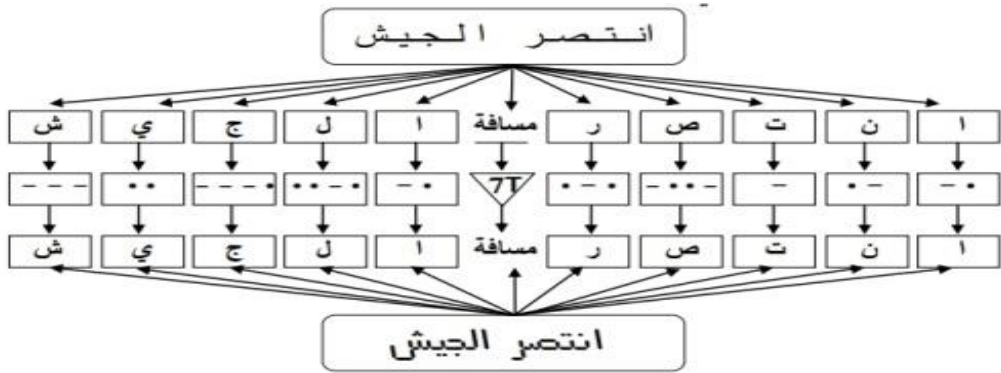 انتصر الجيش
ا ن ت ص ر مسافة ا ل ج ي ش
-• •- - -••- •-• 7T -• ••-• ---• •• ---
ا ن ت ص ر مسافة ا ل ج ي ش
انتصر الجيش